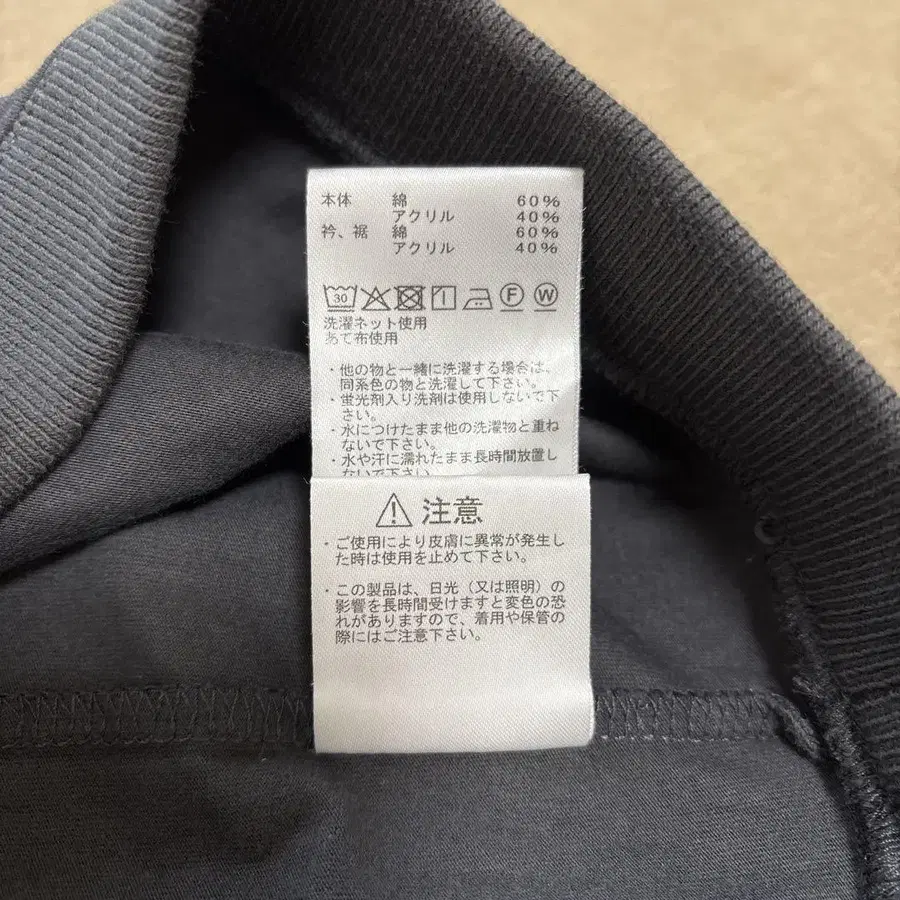 本体 綿 60%
アクリル 40%
衿、裾 綿 60%
アクリル 40%
30 F W
洗濯ネット使用
あて布使用
・他の物と一緒に洗濯する場合は、
同系色の物と洗濯して下さい。
・蛍光剤入り洗剤は使用しないで下
さい。
・水につけたまま他の洗濯物と重ね
ないで下さい。
・水や汗に濡れたまま長時間放置し
ないで下さい。
注意
・ご使用により皮膚に異常が発生し
た時は使用を止めて下さい。
・この製品は、日光（又は照明）の
影響を長時間受けますと変色の恐
れがありますので、着用や保管の
際にはご注意下さい。